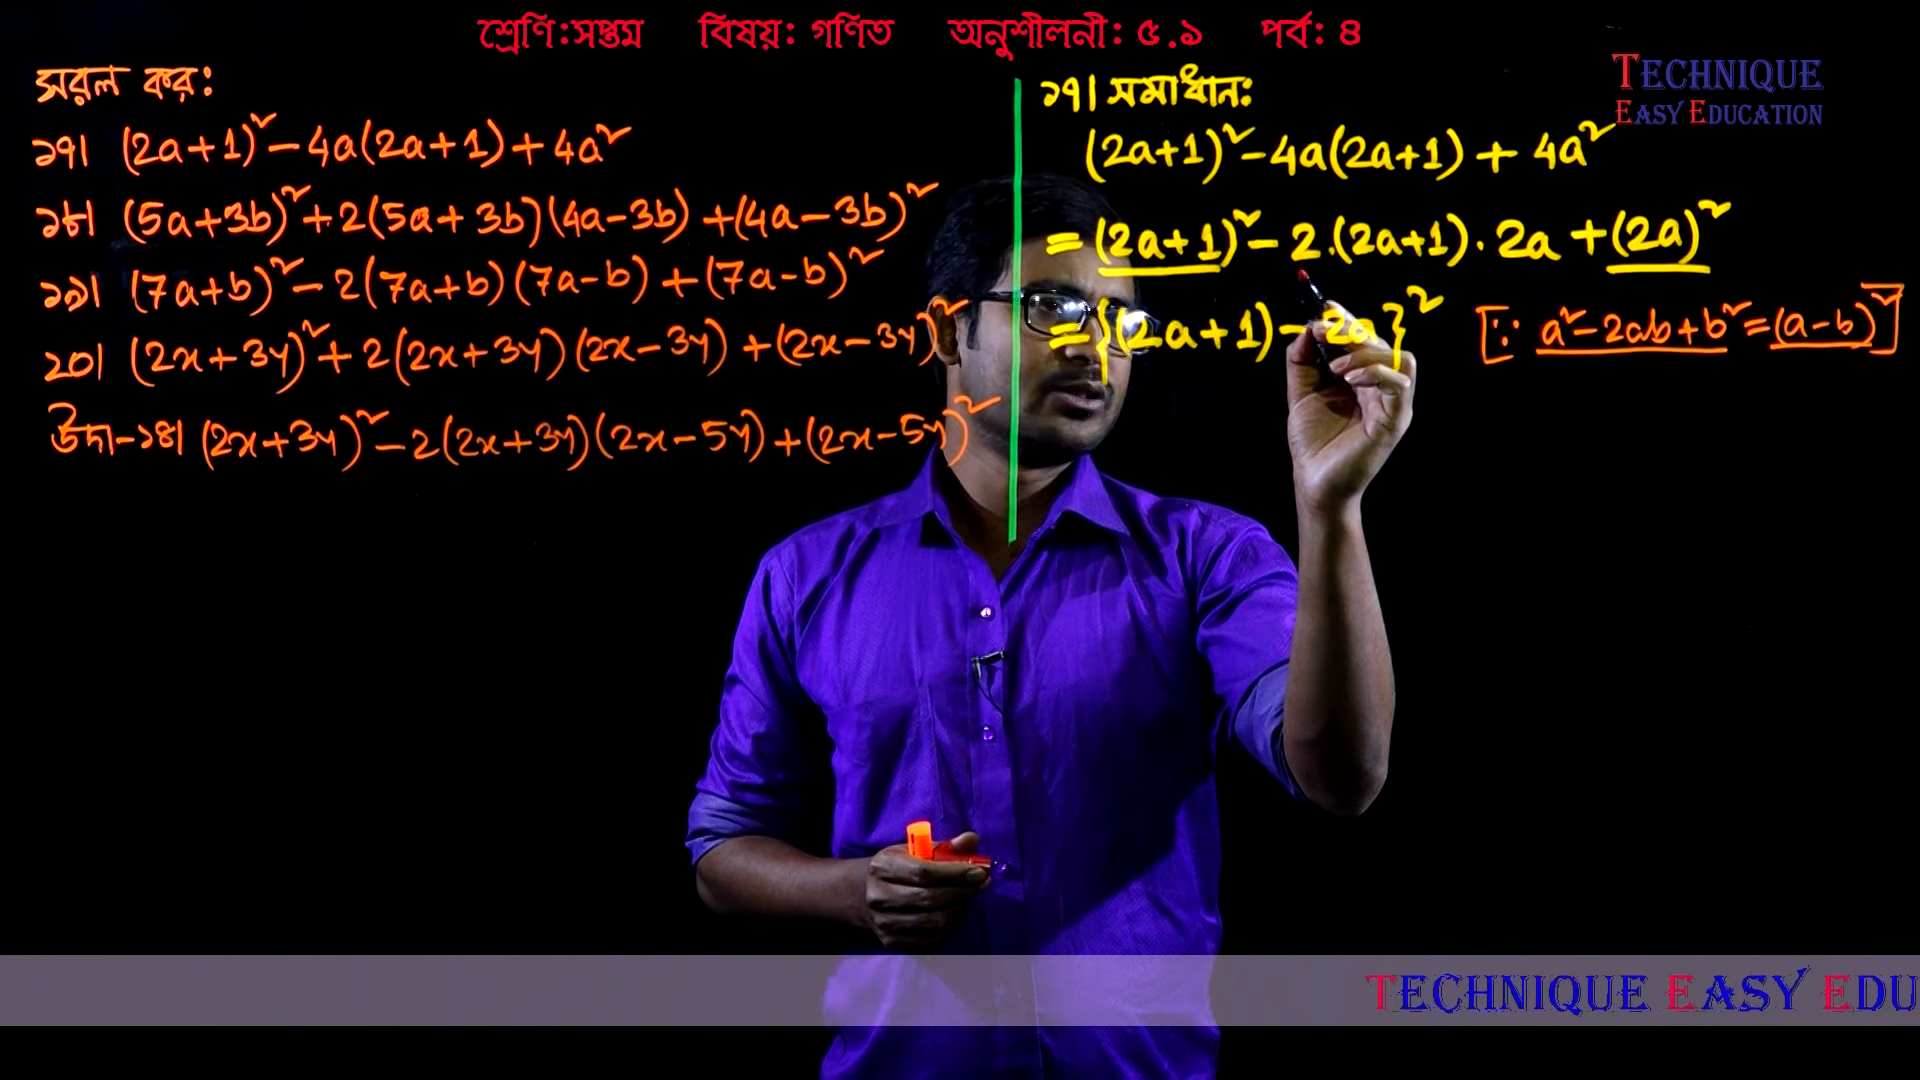 শ্রেণি:সপ্তম বিষয়: গণিত অনুশীলনী: ৫.১ পর্ব: ৪
TECHNIQUE
EASY EDUCATION
সরল কর:
১৭। (2a+1)² - 4a(2a+1) + 4a²
১৮। (5a+3b)² + 2(5a+3b)(4a-3b) + (4a-3b)²
১৯। (7a+b)² - 2(7a+b)(7a-b) + (7a-b)²
২০। (2x+3y)² + 2(2x+3y)(2x-3y) + (2x-3y)²
উদা-১৪। (2x+3y)² - 2(2x+3y)(2x-5y) + (2x-5y)²
১৭। সমাধান:
(2a+1)² - 4a(2a+1) + 4a²
= (2a+1)² - 2.(2a+1).2a + (2a)²
= {(2a+1) - 2a}² [∵ a²-2ab+b² = (a-b)²]
TECHNIQUE EASY EDU